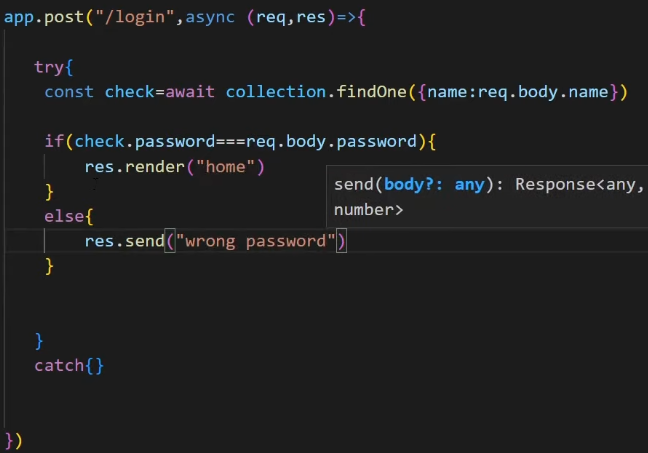 app.post("/login",async (req,res)=>{
try{
const check=await collection.findOne({name:req.body.name})
if(check.password===req.body.password){
res.render("home")
}
send(body?: any): Response<any,
number>
else{
res.send("wrong password")
}
}
catch{}
})